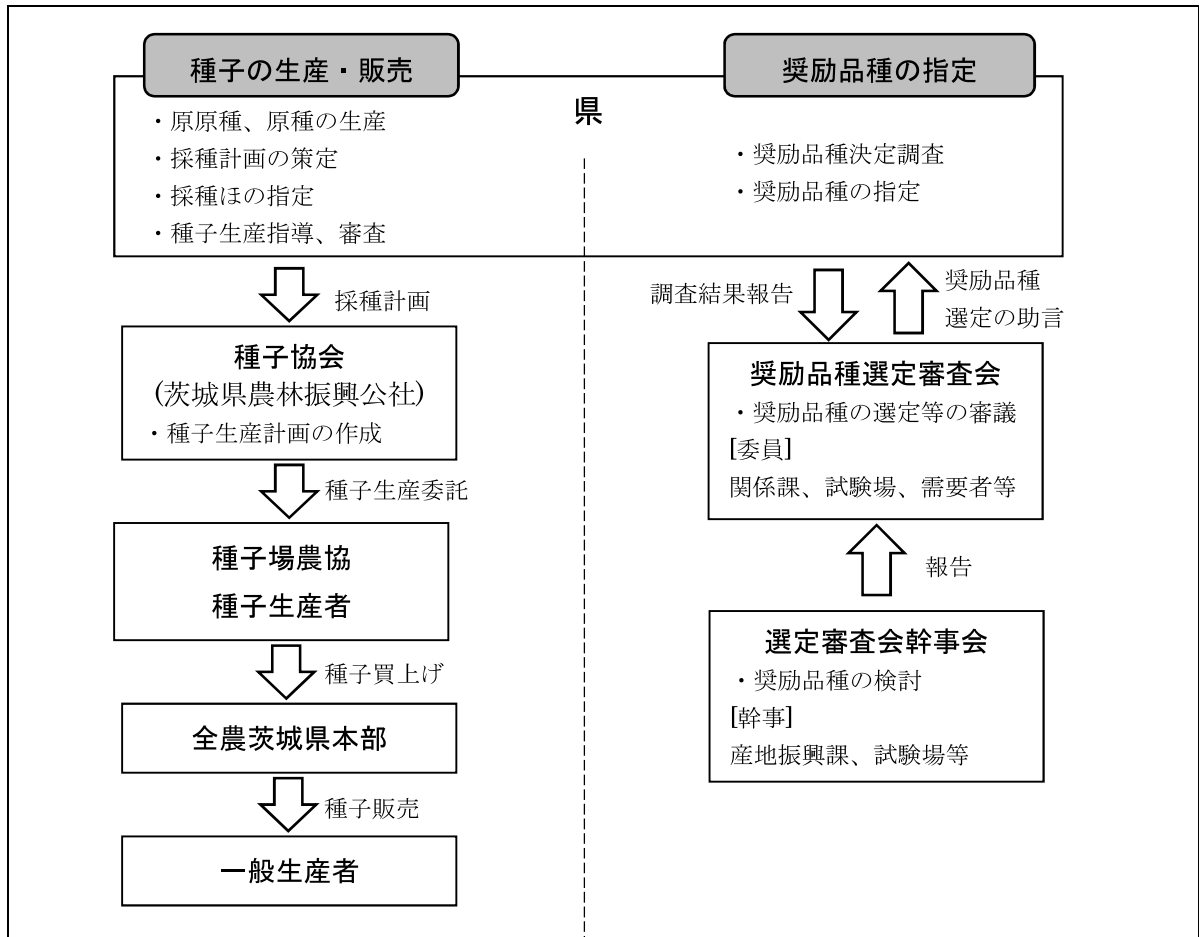 種子の生産・販売
奨励品種の指定
県
・原原種、原種の生産
・採種計画の策定
・採種ほの指定
・種子生産指導、審査
・奨励品種決定調査
・奨励品種の指定
採種計画
種子協会
(茨城県農林振興公社)
・種子生産計画の作成
種子生産委託
種子場農協
種子生産者
種子買上げ
全農茨城県本部
種子販売
一般生産者
調査結果報告
奨励品種
選定の助言
奨励品種選定審査会
・奨励品種の選定等の審議
[委員]
関係課、試験場、需要者等
報告
選定審査会幹事会
・奨励品種の検討
[幹事]
産地振興課、試験場等